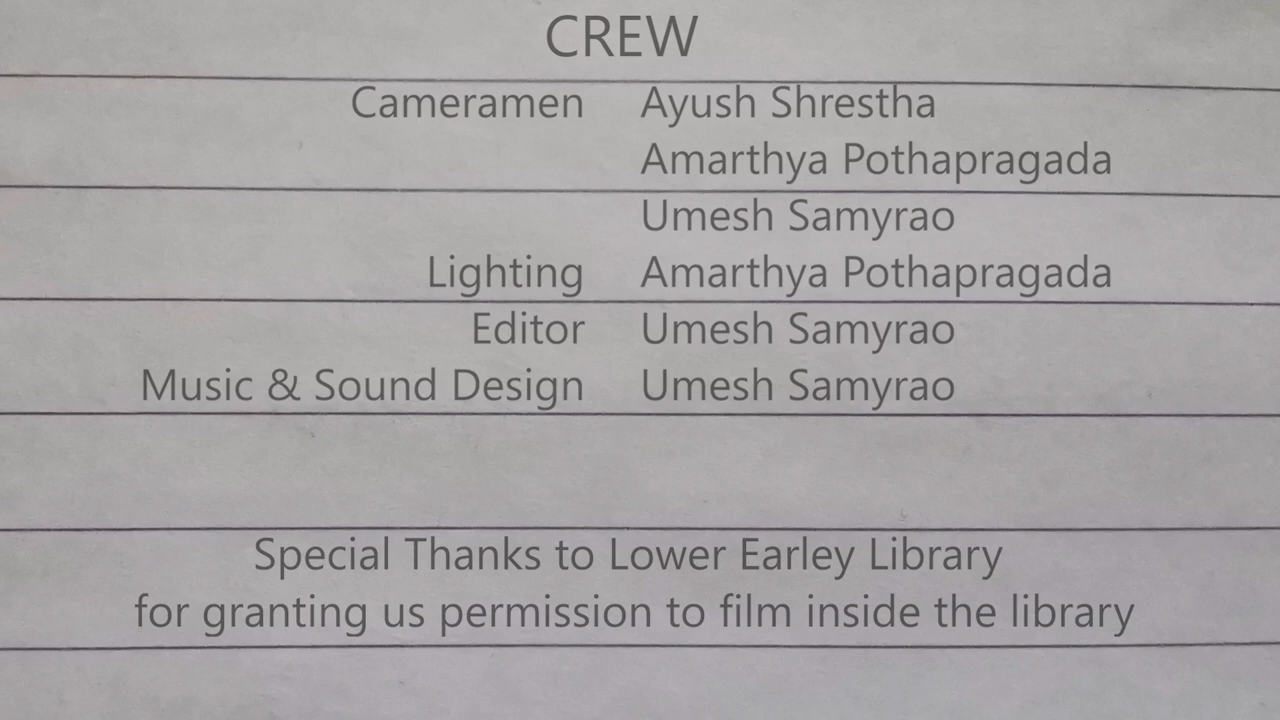 CREW
Cameramen Ayush Shrestha
Amarthya Pothapragada
Umesh Samyrao
Lighting Amarthya Pothapragada
Editor Umesh Samyrao
Music & Sound Design Umesh Samyrao
Special Thanks to Lower Earley Library
for granting us permission to film inside the library